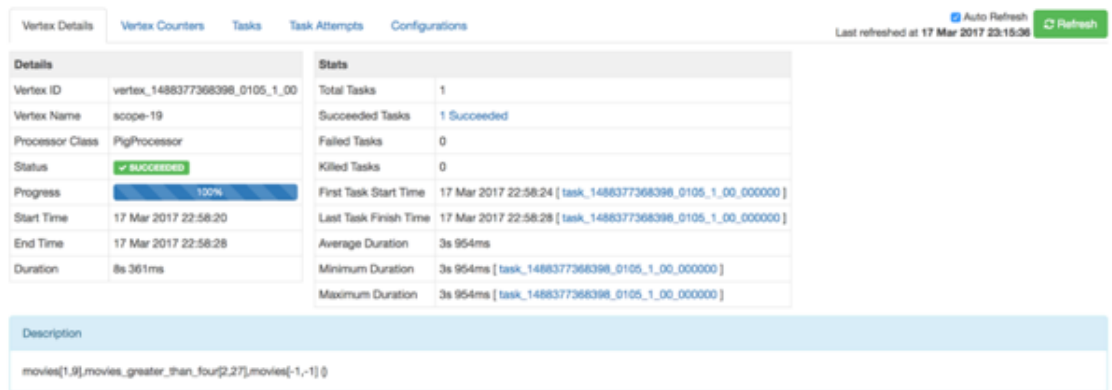 Vertex Details Vertex Counters Tasks Task Attempts Configurations
Auto Refresh
Last refreshed at 17 Mar 2017 23:15:36
Refresh
Details
Vertex ID vertex_1488377368398_0105_1_00
Vertex Name scope-19
Processor Class PigProcessor
Status SUCCEEDED
Progress 100%
Start Time 17 Mar 2017 22:58:20
End Time 17 Mar 2017 22:58:28
Duration 8s 361ms
Stats
Total Tasks 1
Succeeded Tasks 1 Succeeded
Failed Tasks 0
Killed Tasks 0
First Task Start Time 17 Mar 2017 22:58:24 [ task_1488377368398_0105_1_00_000000 ]
Last Task Finish Time 17 Mar 2017 22:58:28 [ task_1488377368398_0105_1_00_000000 ]
Average Duration 3s 954ms
Minimum Duration 3s 954ms [ task_1488377368398_0105_1_00_000000 ]
Maximum Duration 3s 954ms [ task_1488377368398_0105_1_00_000000 ]
Description
movies[1,9],movies_greater_than_four[2,27],movies[-1,-1] ()